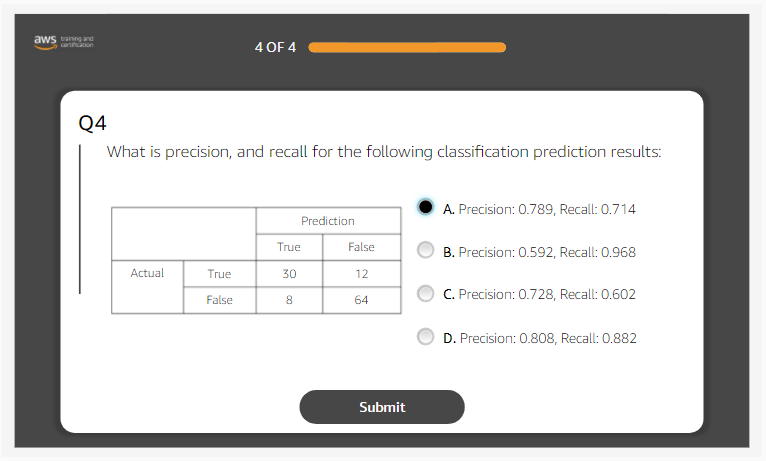 aws training and certification
4 OF 4
Q4
What is precision, and recall for the following classification prediction results:
Prediction
True False
Actual True 30 12
False 8 64
A. Precision: 0.789, Recall: 0.714
B. Precision: 0.592, Recall: 0.968
C. Precision: 0.728, Recall: 0.602
D. Precision: 0.808, Recall: 0.882
Submit